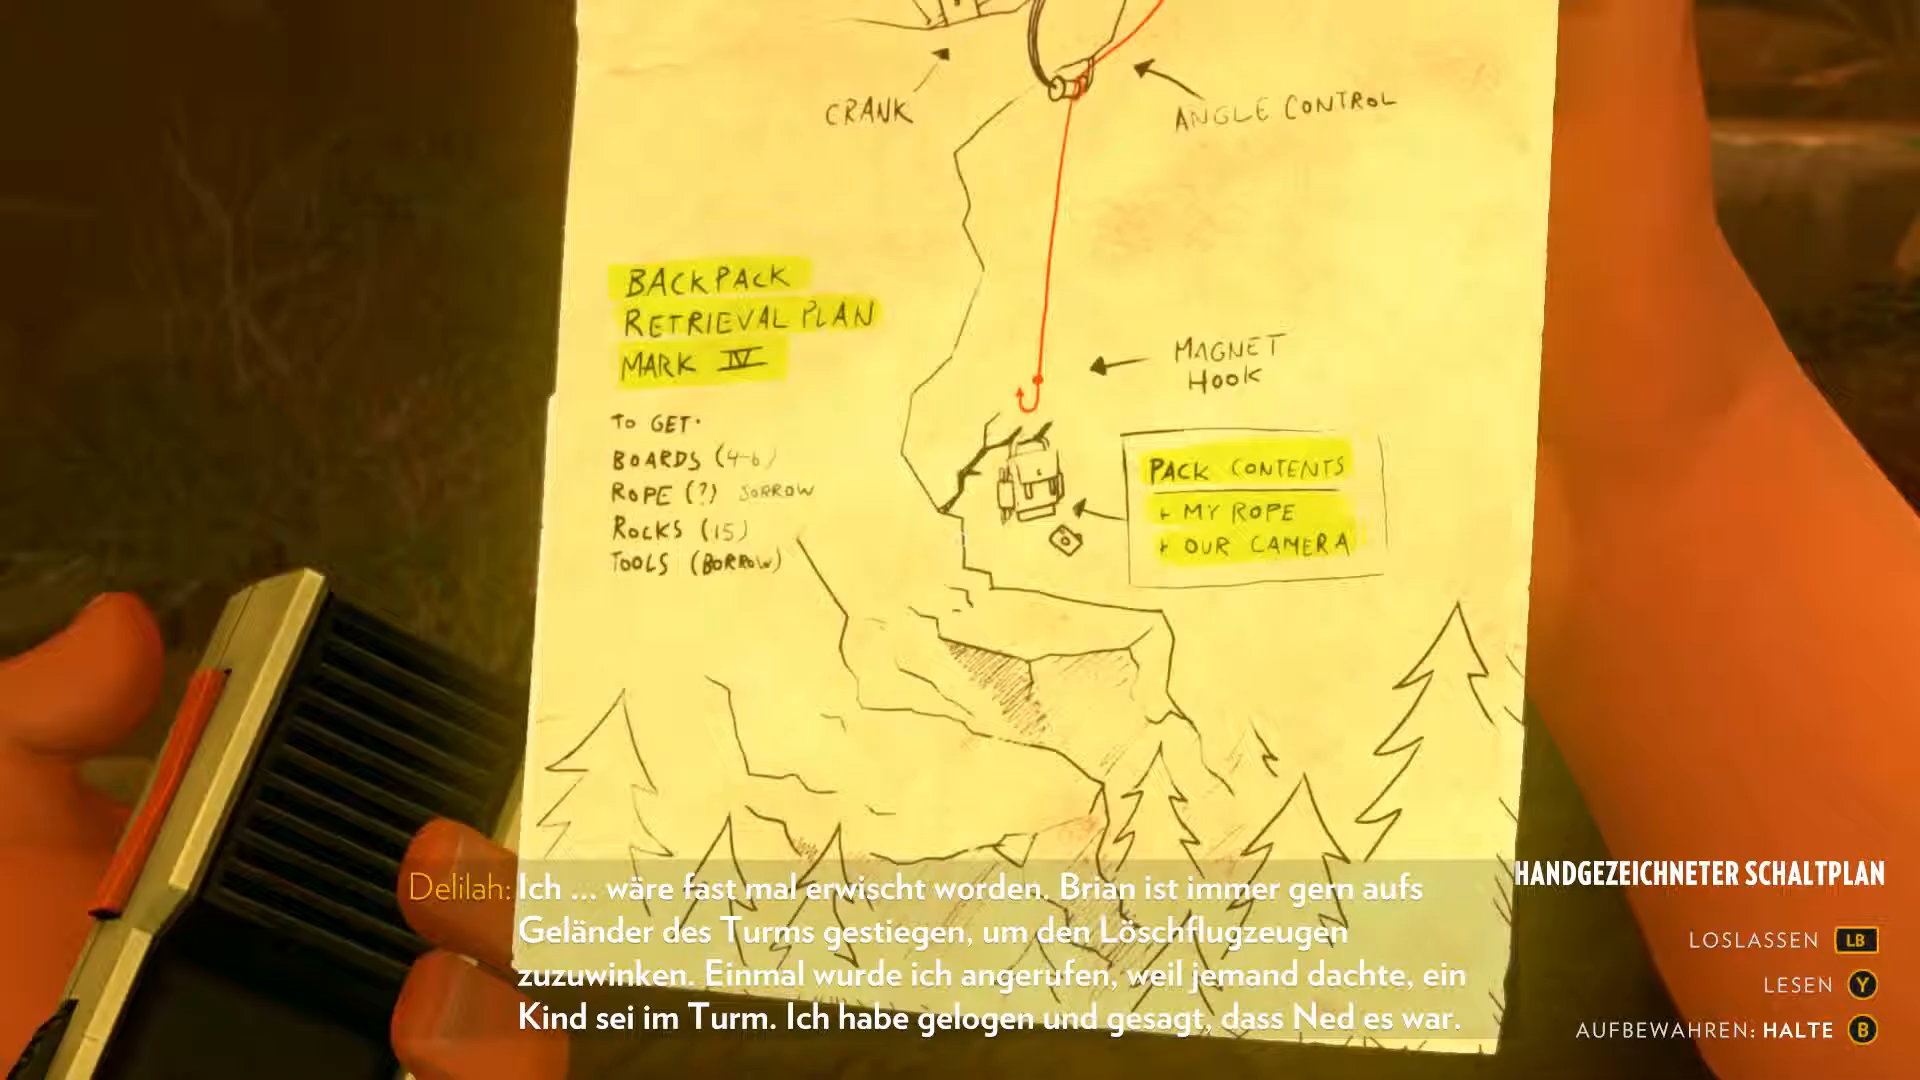 CRANK
ANGLE CONTROL
BACKPACK
RETRIEVAL PLAN
MARK IV
MAGNET
HOOK
TO GET:
BOARDS (4-6)
ROPE (?) BORROW
ROCKS (15)
TOOLS (BORROW)
PACK CONTENTS
+ MY ROPE
+ OUR CAMERA
HANDGEZEICHNETER SCHALTPLAN
Delilah: Ich ... wäre fast mal erwischt worden. Brian ist immer gern aufs
Geländer des Turms gestiegen, um den Löschflugzeugen
zuzuwinken. Einmal wurde ich angerufen, weil jemand dachte, ein
Kind sei im Turm. Ich habe gelogen und gesagt, dass Ned es war.
LOSLASSEN LB
LESEN Y
AUFBEWAHREN: HALTE B